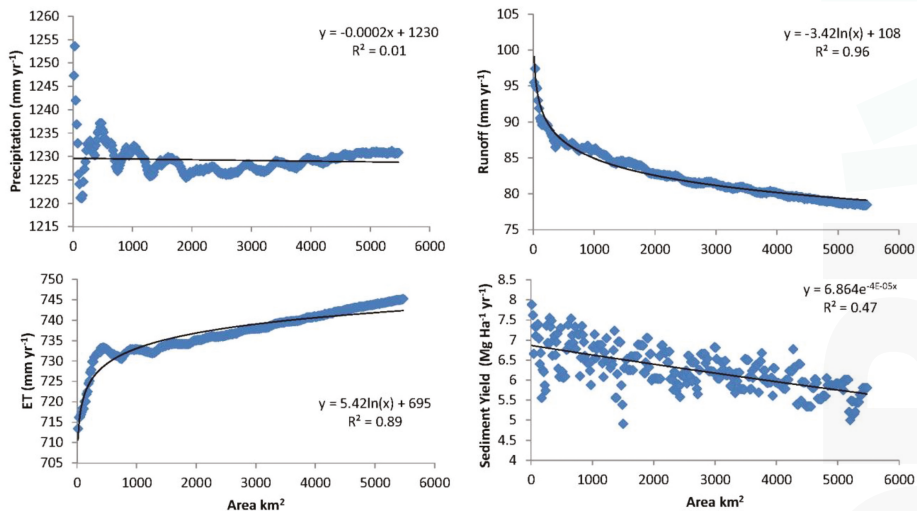 y = -0.0002x + 1230
R² = 0.01
Precipitation (mm yr⁻¹)
1260
1255
1250
1245
1240
1235
1230
1225
1220
1215
0 1000 2000 3000 4000 5000 6000
y = -3.42ln(x) + 108
R² = 0.96
Runoff (mm yr⁻¹)
105
100
95
90
85
80
75
0 1000 2000 3000 4000 5000 6000
ET (mm yr⁻¹)
750
745
740
735
730
725
720
715
710
705
y = 5.42ln(x) + 695
R² = 0.89
0 1000 2000 3000 4000 5000 6000
Area km²
y = 6.864e⁻⁴ᴱ⁻⁰⁵ˣ
R² = 0.47
Sediment Yield (Mg Ha⁻¹ yr⁻¹)
8.5
8
7.5
7
6.5
6
5.5
5
4.5
4
0 1000 2000 3000 4000 5000 6000
Area km²